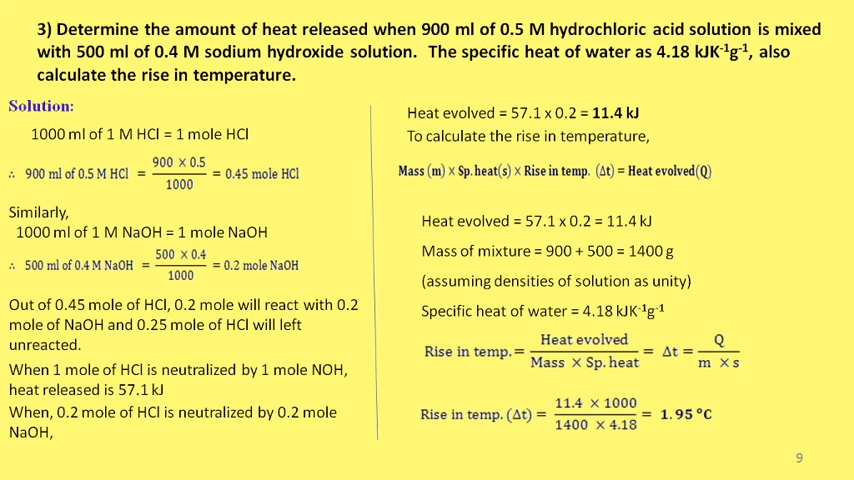 3) Determine the amount of heat released when 900 ml of 0.5 M hydrochloric acid solution is mixed
with 500 ml of 0.4 M sodium hydroxide solution. The specific heat of water as 4.18 kJK⁻¹g⁻¹, also
calculate the rise in temperature.
Solution:
1000 ml of 1 M HCl = 1 mole HCl
∴ 900 ml of 0.5 M HCl = (900 × 0.5)/1000 = 0.45 mole HCl
Similarly,
1000 ml of 1 M NaOH = 1 mole NaOH
∴ 500 ml of 0.4 M NaOH = (500 × 0.4)/1000 = 0.2 mole NaOH
Out of 0.45 mole of HCl, 0.2 mole will react with 0.2
mole of NaOH and 0.25 mole of HCl will left
unreacted.
When 1 mole of HCl is neutralized by 1 mole NOH,
heat released is 57.1 kJ
When, 0.2 mole of HCl is neutralized by 0.2 mole
NaOH,
Heat evolved = 57.1 x 0.2 = 11.4 kJ
To calculate the rise in temperature,
Mass (m) × Sp. heat(s) × Rise in temp. (Δt) = Heat evolved(Q)
Heat evolved = 57.1 x 0.2 = 11.4 kJ
Mass of mixture = 900 + 500 = 1400 g
(assuming densities of solution as unity)
Specific heat of water = 4.18 kJK⁻¹g⁻¹
Rise in temp. = Heat evolved/(Mass × Sp. heat) = Δt = Q/(m × s)
Rise in temp. (Δt) = (11.4 × 1000)/(1400 × 4.18) = 1.95 °C
9